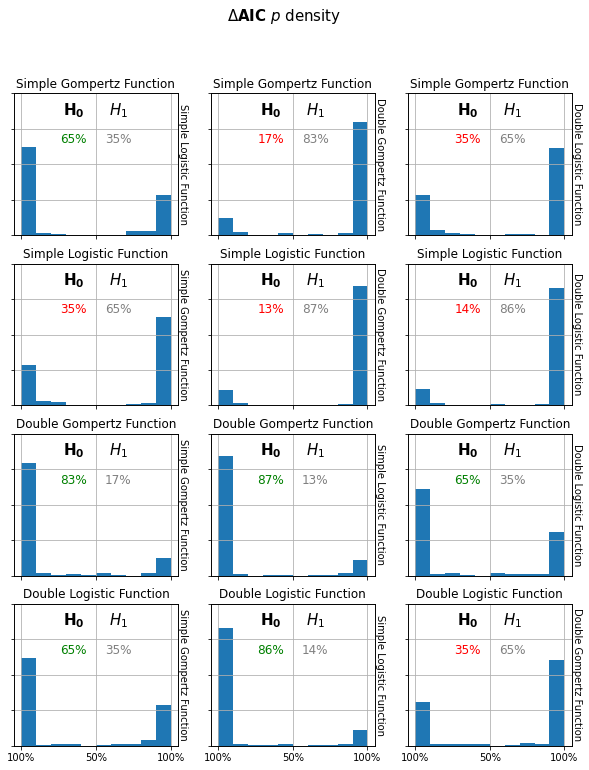 ΔAIC p density
Simple Gompertz Function
H₀ H₁
65% 35%
Simple Logistic Function
Simple Gompertz Function
H₀ H₁
17% 83%
Double Gompertz Function
Simple Gompertz Function
H₀ H₁
35% 65%
Double Logistic Function
Simple Logistic Function
H₀ H₁
35% 65%
Simple Gompertz Function
Simple Logistic Function
H₀ H₁
13% 87%
Double Gompertz Function
Simple Logistic Function
H₀ H₁
14% 86%
Double Logistic Function
Double Gompertz Function
H₀ H₁
83% 17%
Simple Gompertz Function
Double Gompertz Function
H₀ H₁
87% 13%
Simple Logistic Function
Double Gompertz Function
H₀ H₁
65% 35%
Double Logistic Function
Double Logistic Function
H₀ H₁
65% 35%
Simple Gompertz Function
100% 50% 100%
Double Logistic Function
H₀ H₁
86% 14%
Simple Logistic Function
100% 50% 100%
Double Logistic Function
H₀ H₁
35% 65%
Double Gompertz Function
100% 50% 100%